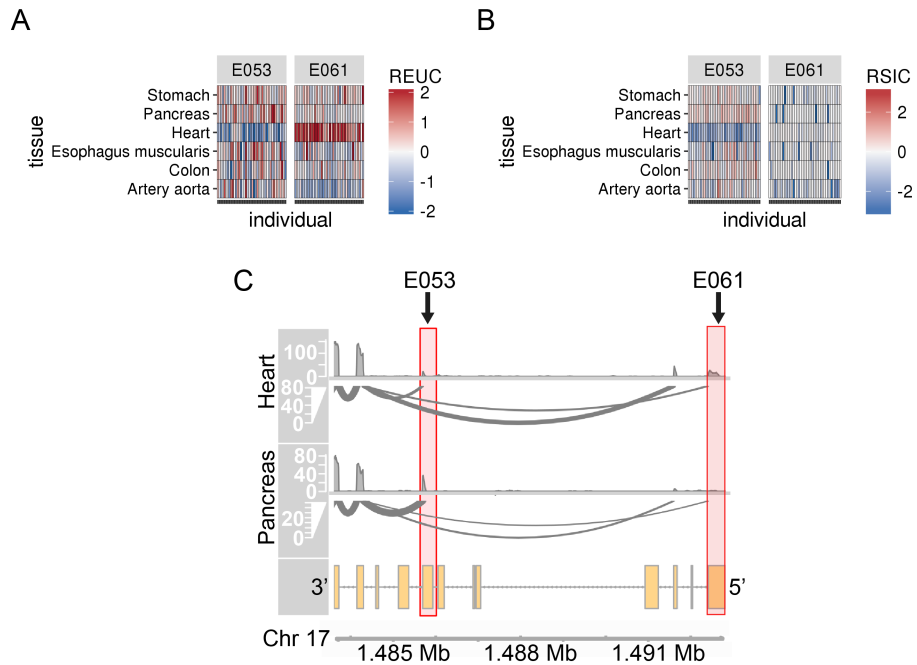 A
E053 E061
REUC
tissue
Stomach
Pancreas
Heart
Esophagus muscularis
Colon
Artery aorta
2
1
0
-1
-2
individual
B
E053 E061
RSIC
tissue
Stomach
Pancreas
Heart
Esophagus muscularis
Colon
Artery aorta
2
0
-2
individual
C
E053 E061
Heart
100
0
80
40
0
Pancreas
80
40
0
20
0
3’ 5’
Chr 17
1.485 Mb 1.488 Mb 1.491 Mb